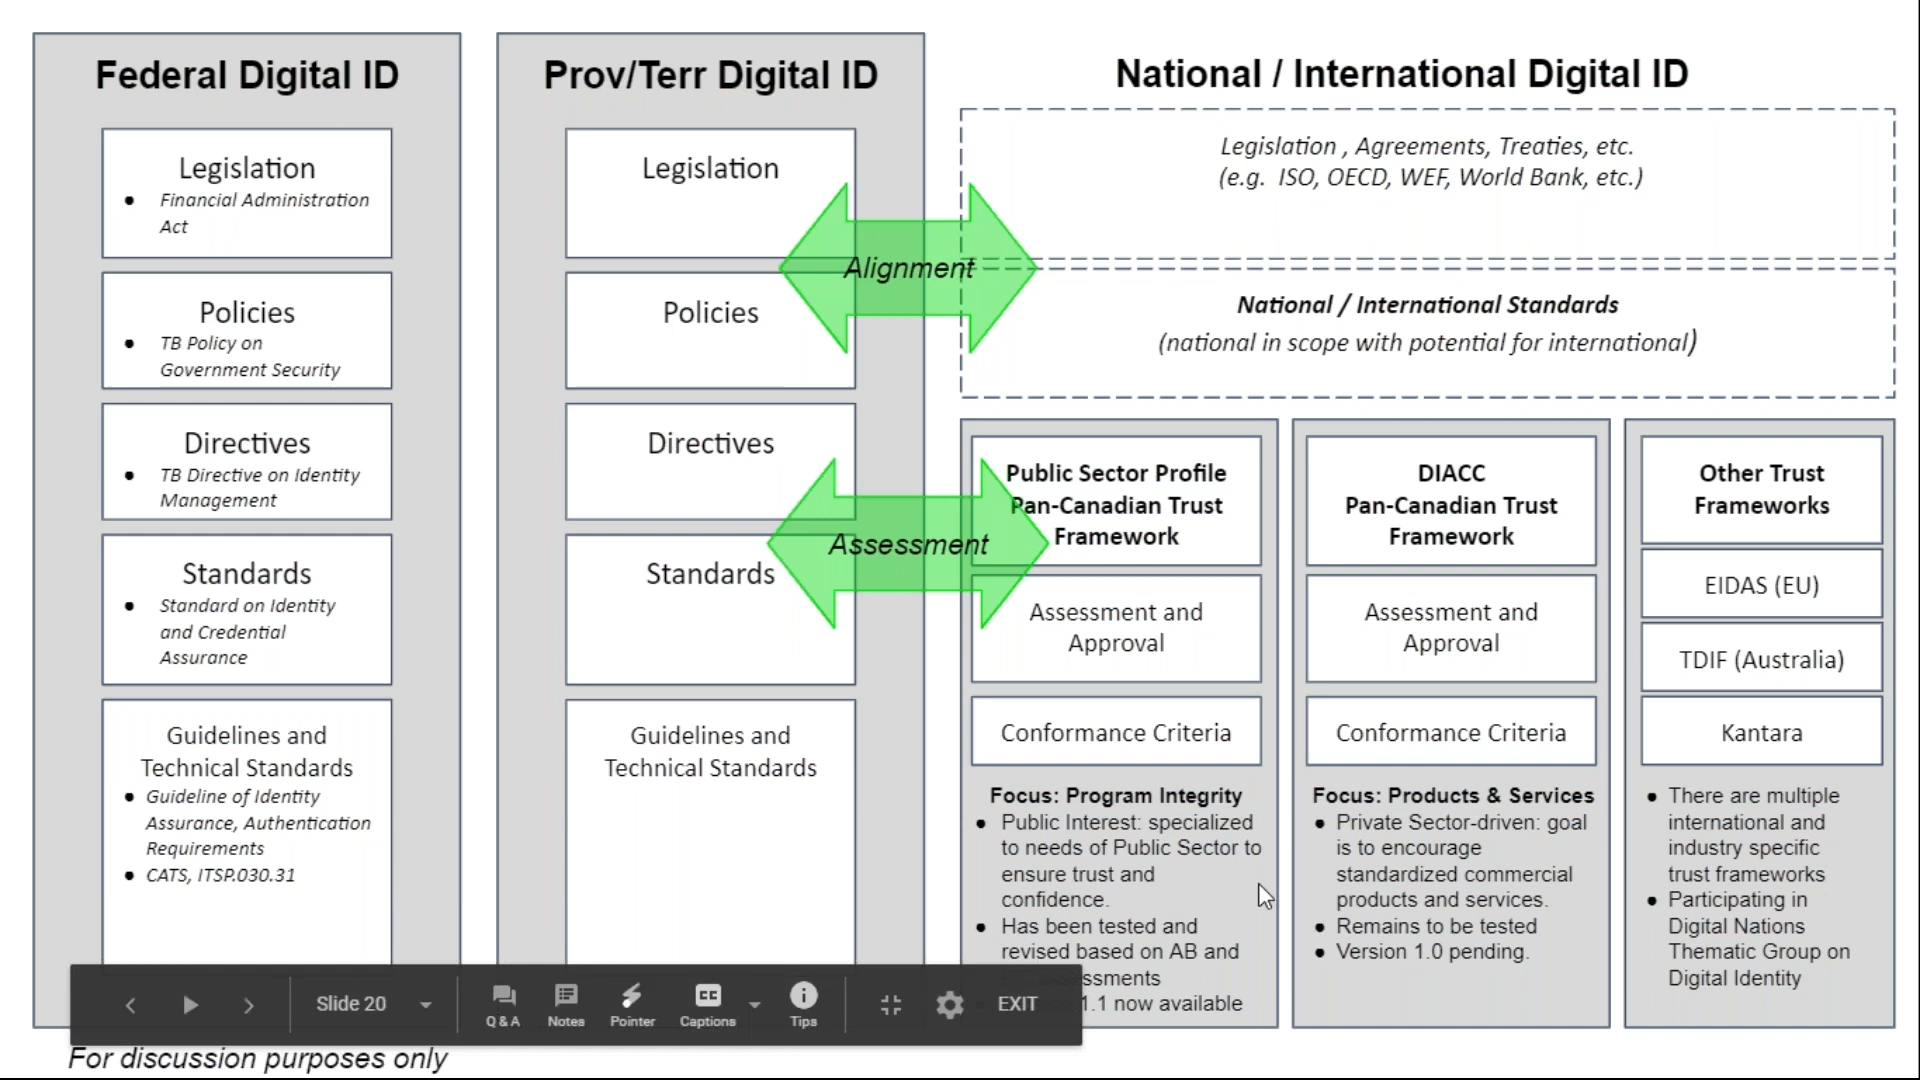 Federal Digital ID
Legislation
● Financial Administration
Act
Policies
● TB Policy on
Government Security
Directives
● TB Directive on Identity
Management
Standards
● Standard on Identity
and Credential
Assurance
Guidelines and
Technical Standards
● Guideline of Identity
Assurance, Authentication
Requirements
● CATS, ITSP.030.31
Prov/Terr Digital ID
Legislation
Policies
Directives
Standards
Guidelines and
Technical Standards
Alignment
Assessment
National / International Digital ID
Legislation , Agreements, Treaties, etc.
(e.g. ISO, OECD, WEF, World Bank, etc.)
National / International Standards
(national in scope with potential for international)
Public Sector Profile
Pan-Canadian Trust
Framework
Assessment and
Approval
Conformance Criteria
Focus: Program Integrity
● Public Interest: specialized
to needs of Public Sector to
ensure trust and
confidence.
● Has been tested and
revised based on AB and
1.1 now available
DIACC
Pan-Canadian Trust
Framework
Assessment and
Approval
Conformance Criteria
Focus: Products & Services
● Private Sector-driven: goal
is to encourage
standardized commercial
products and services.
● Remains to be tested
● Version 1.0 pending.
Other Trust
Frameworks
EIDAS (EU)
TDIF (Australia)
Kantara
● There are multiple
international and
industry specific
trust frameworks
● Participating in
Digital Nations
Thematic Group on
Digital Identity
Slide 20
Q & A
Notes
Pointer
CC
Captions
Tips
EXIT
For discussion purposes only